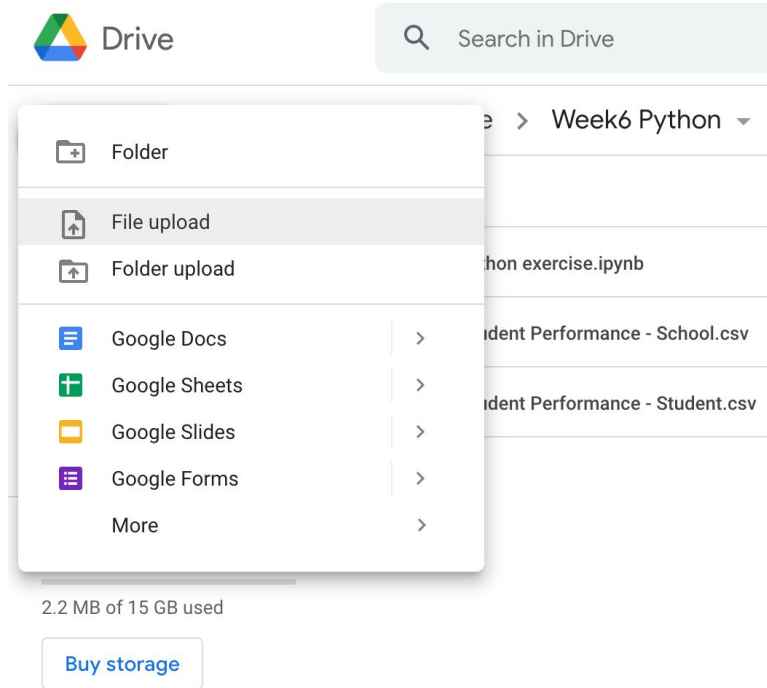 Drive
Search in Drive
e > Week6 Python
Folder
File upload
Folder upload
Google Docs
Google Sheets
Google Slides
Google Forms
More
hon exercise.ipynb
dent Performance - School.csv
dent Performance - Student.csv
2.2 MB of 15 GB used
Buy storage